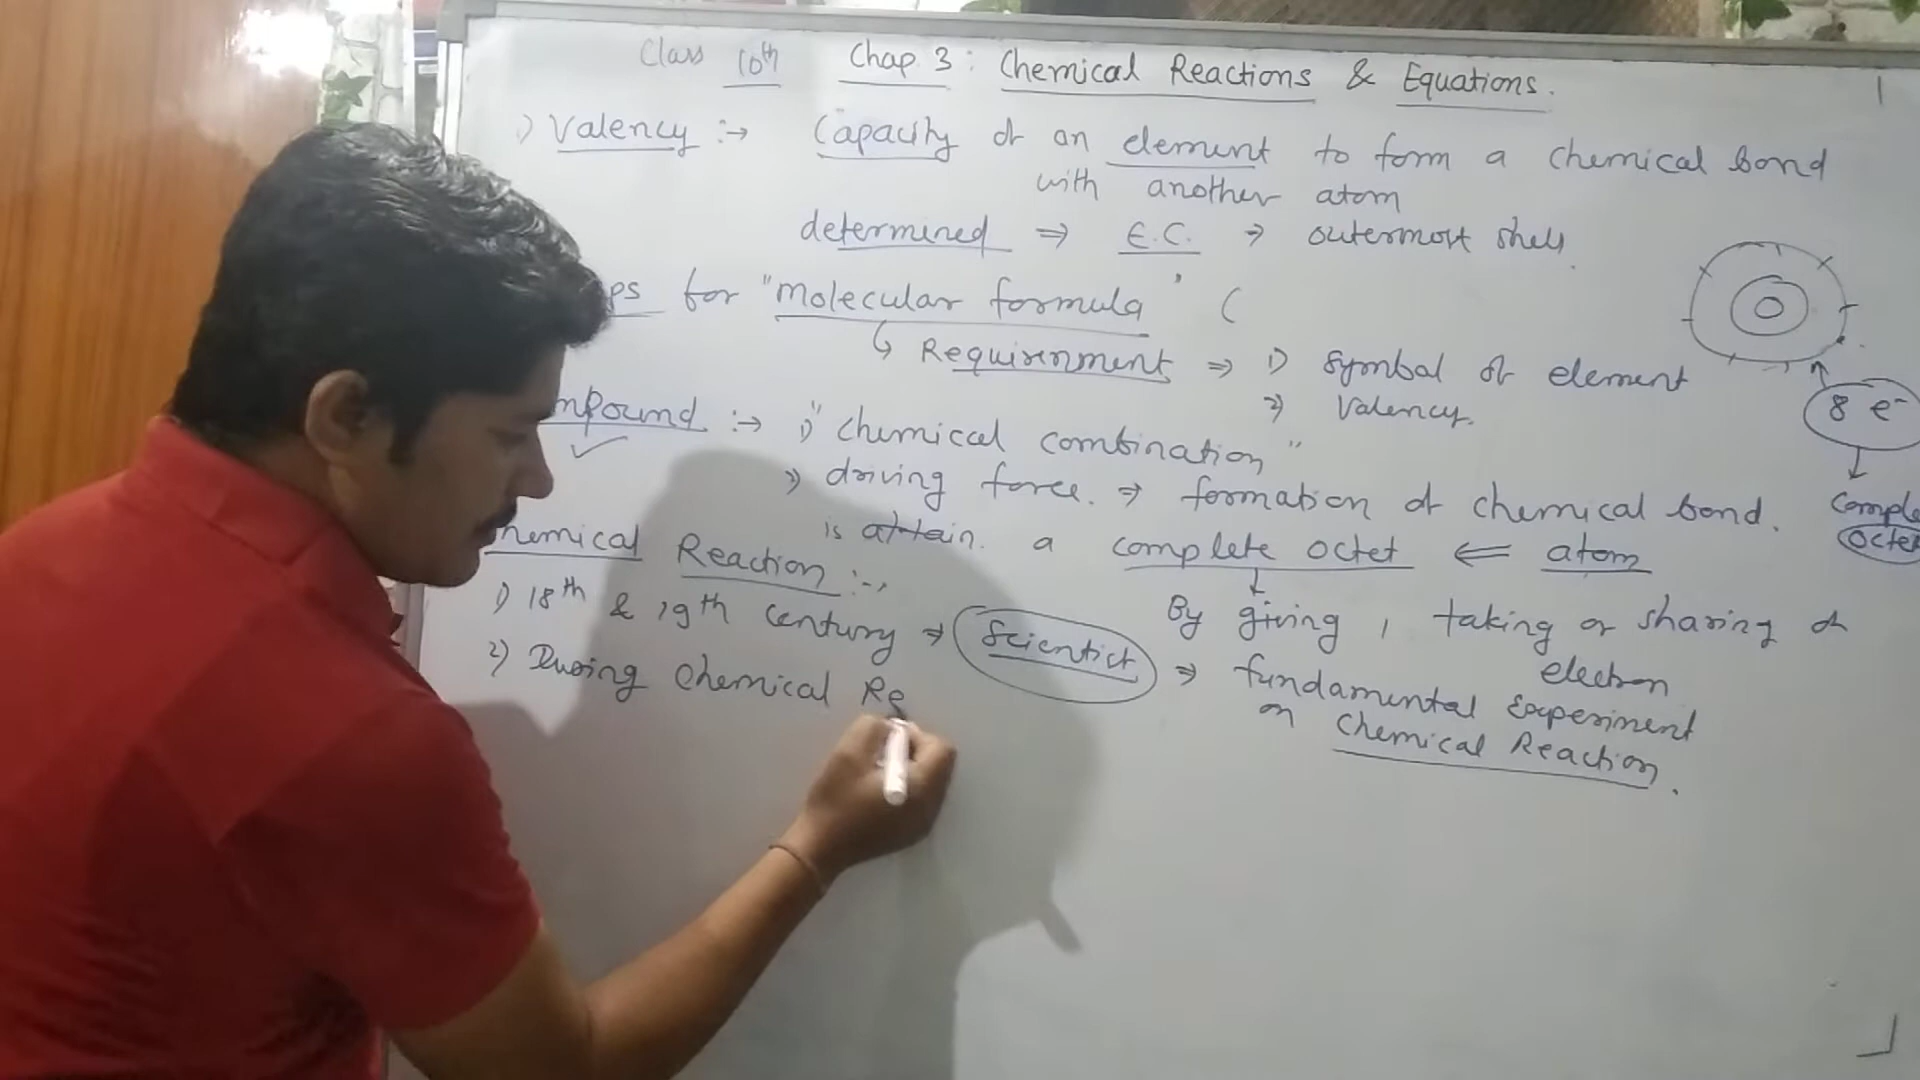 Class 10th Chap 3: Chemical Reactions & Equations. 1
1) Valency :→ Capacity of an element to form a chemical bond
with another atom
determined ⇒ E.C. → outermost shell.
ps for "molecular formula" (
↳ Requirenment ⇒ 1) Symbol of element
2) Valency.
8 e-
mpound :→ 1) "chemical combination"
2) driving force. ⇒ formation of chemical bond.
Comple
Octe
is attain. a complete octet ⇐ atom
hemical Reaction :→
By giving, taking or sharing of
electron
1) 18th & 19th Century ⇒ Scientist ⇒ fundamental Experiment
on Chemical Reaction.
2) During Chemical Re